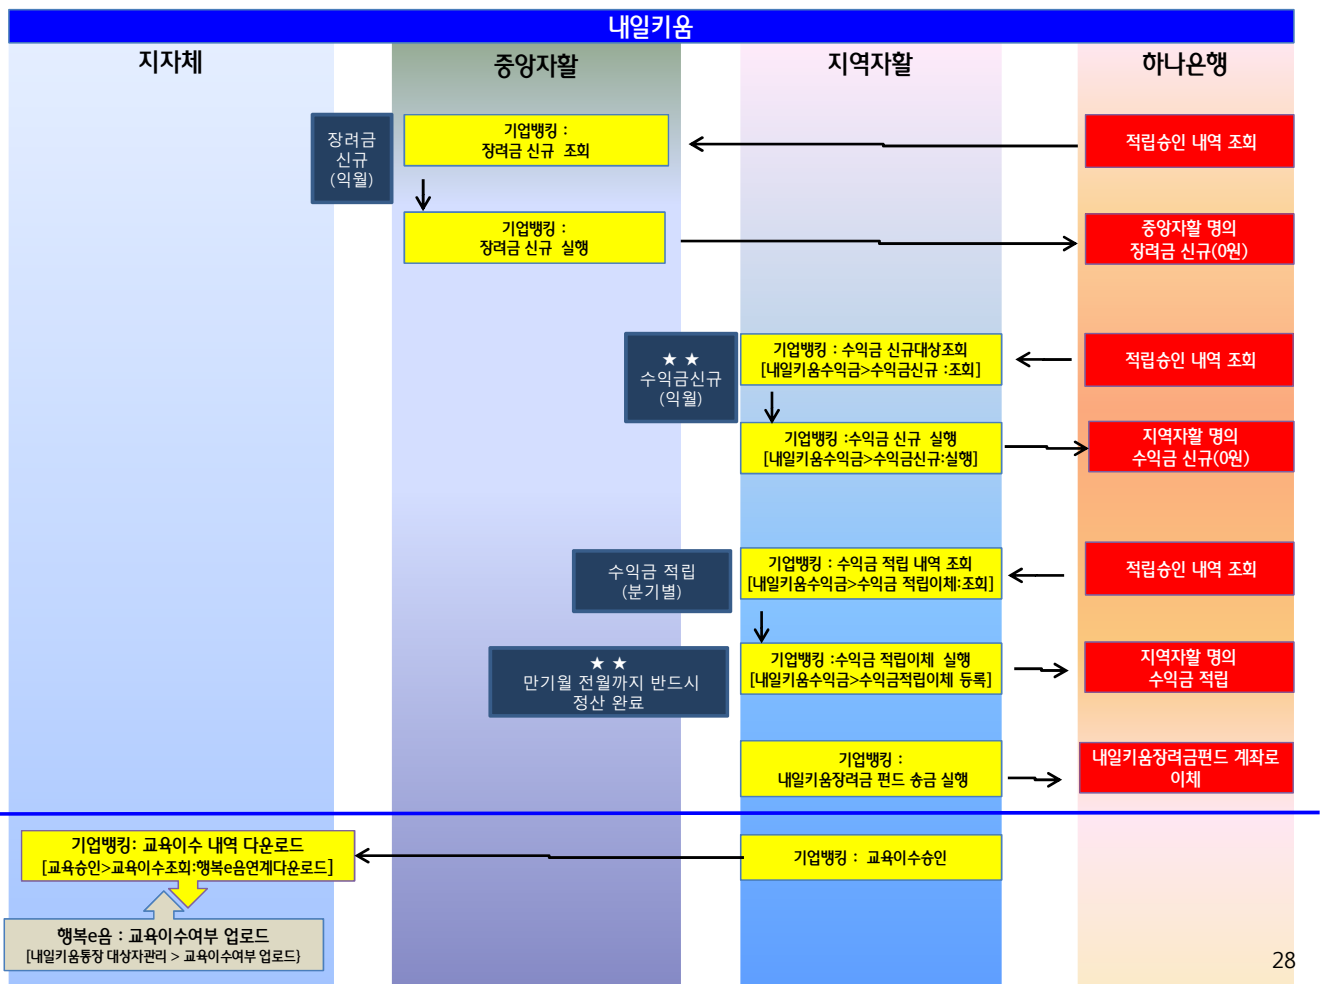 내일키움
지자체
중앙자활
지역자활
하나은행
장려금
신규
(익월)
기업뱅킹 :
장려금 신규 조회
적립승인 내역 조회
기업뱅킹 :
장려금 신규 실행
중앙자활 명의
장려금 신규(0원)
★ ★
수익금신규
(익월)
기업뱅킹 : 수익금 신규대상조회
[내일키움수익금>수익금신규 :조회]
적립승인 내역 조회
기업뱅킹 :수익금 신규 실행
[내일키움수익금>수익금신규:실행]
지역자활 명의
수익금 신규(0원)
수익금 적립
(분기별)
기업뱅킹 : 수익금 적립 내역 조회
[내일키움수익금>수익금 적립이체:조회]
적립승인 내역 조회
★ ★
만기월 전월까지 반드시
정산 완료
기업뱅킹 :수익금 적립이체 실행
[내일키움수익금>수익금적립이체 등록]
지역자활 명의
수익금 적립
기업뱅킹 :
내일키움장려금 펀드 송금 실행
내일키움장려금펀드 계좌로
이체
기업뱅킹: 교육이수 내역 다운로드
[교육승인>교육이수조회:행복e음연계다운로드]
기업뱅킹 : 교육이수승인
행복e음 : 교육이수여부 업로드
[내일키움통장 대상자관리 > 교육이수여부 업로드}
28